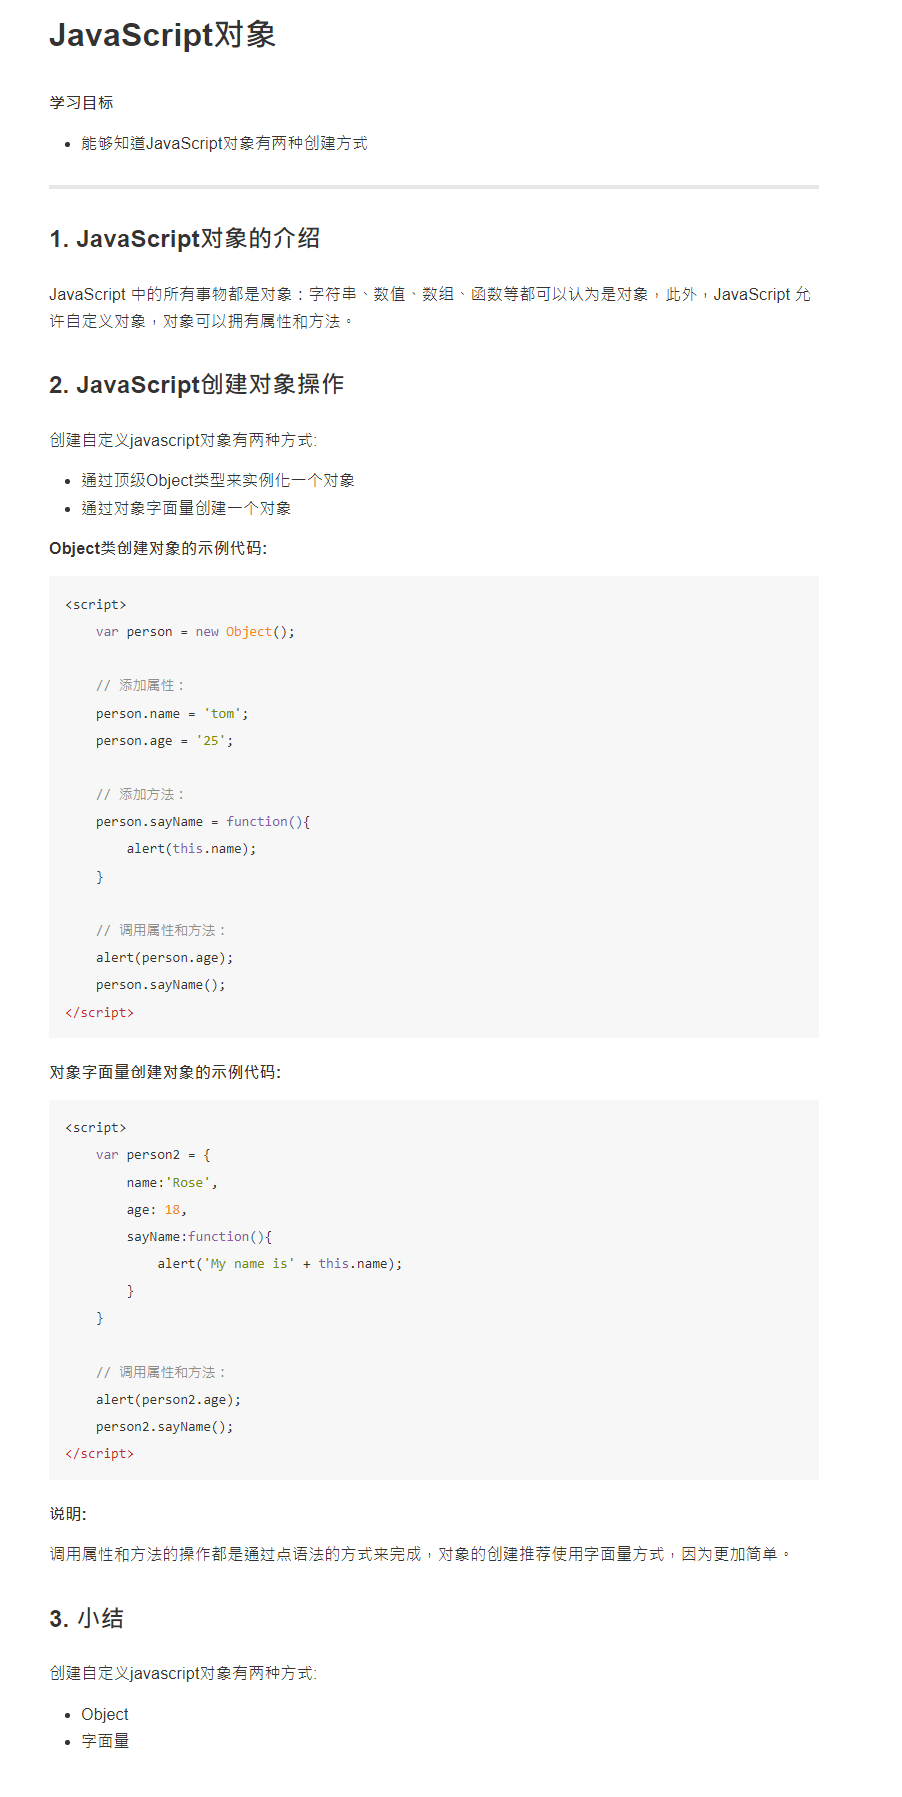 JavaScript对象
学习目标
能够知道JavaScript对象有两种创建方式
1. JavaScript对象的介绍
JavaScript 中的所有事物都是对象：字符串、数值、数组、函数等都可以认为是对象，此外，JavaScript 允
许自定义对象，对象可以拥有属性和方法。
2. JavaScript创建对象操作
创建自定义javascript对象有两种方式:
通过顶级Object类型来实例化一个对象
通过对象字面量创建一个对象
Object类创建对象的示例代码:
<script>
    var person = new Object();
    // 添加属性：
    person.name = 'tom';
    person.age = '25';
    // 添加方法：
    person.sayName = function(){
        alert(this.name);
    }
    // 调用属性和方法：
    alert(person.age);
    person.sayName();
</script>
对象字面量创建对象的示例代码:
<script>
    var person2 = {
        name:'Rose',
        age: 18,
        sayName:function(){
            alert('My name is' + this.name);
        }
    }
    // 调用属性和方法：
    alert(person2.age);
    person2.sayName();
</script>
说明:
调用属性和方法的操作都是通过点语法的方式来完成，对象的创建推荐使用字面量方式，因为更加简单。
3. 小结
创建自定义javascript对象有两种方式:
Object
字面量